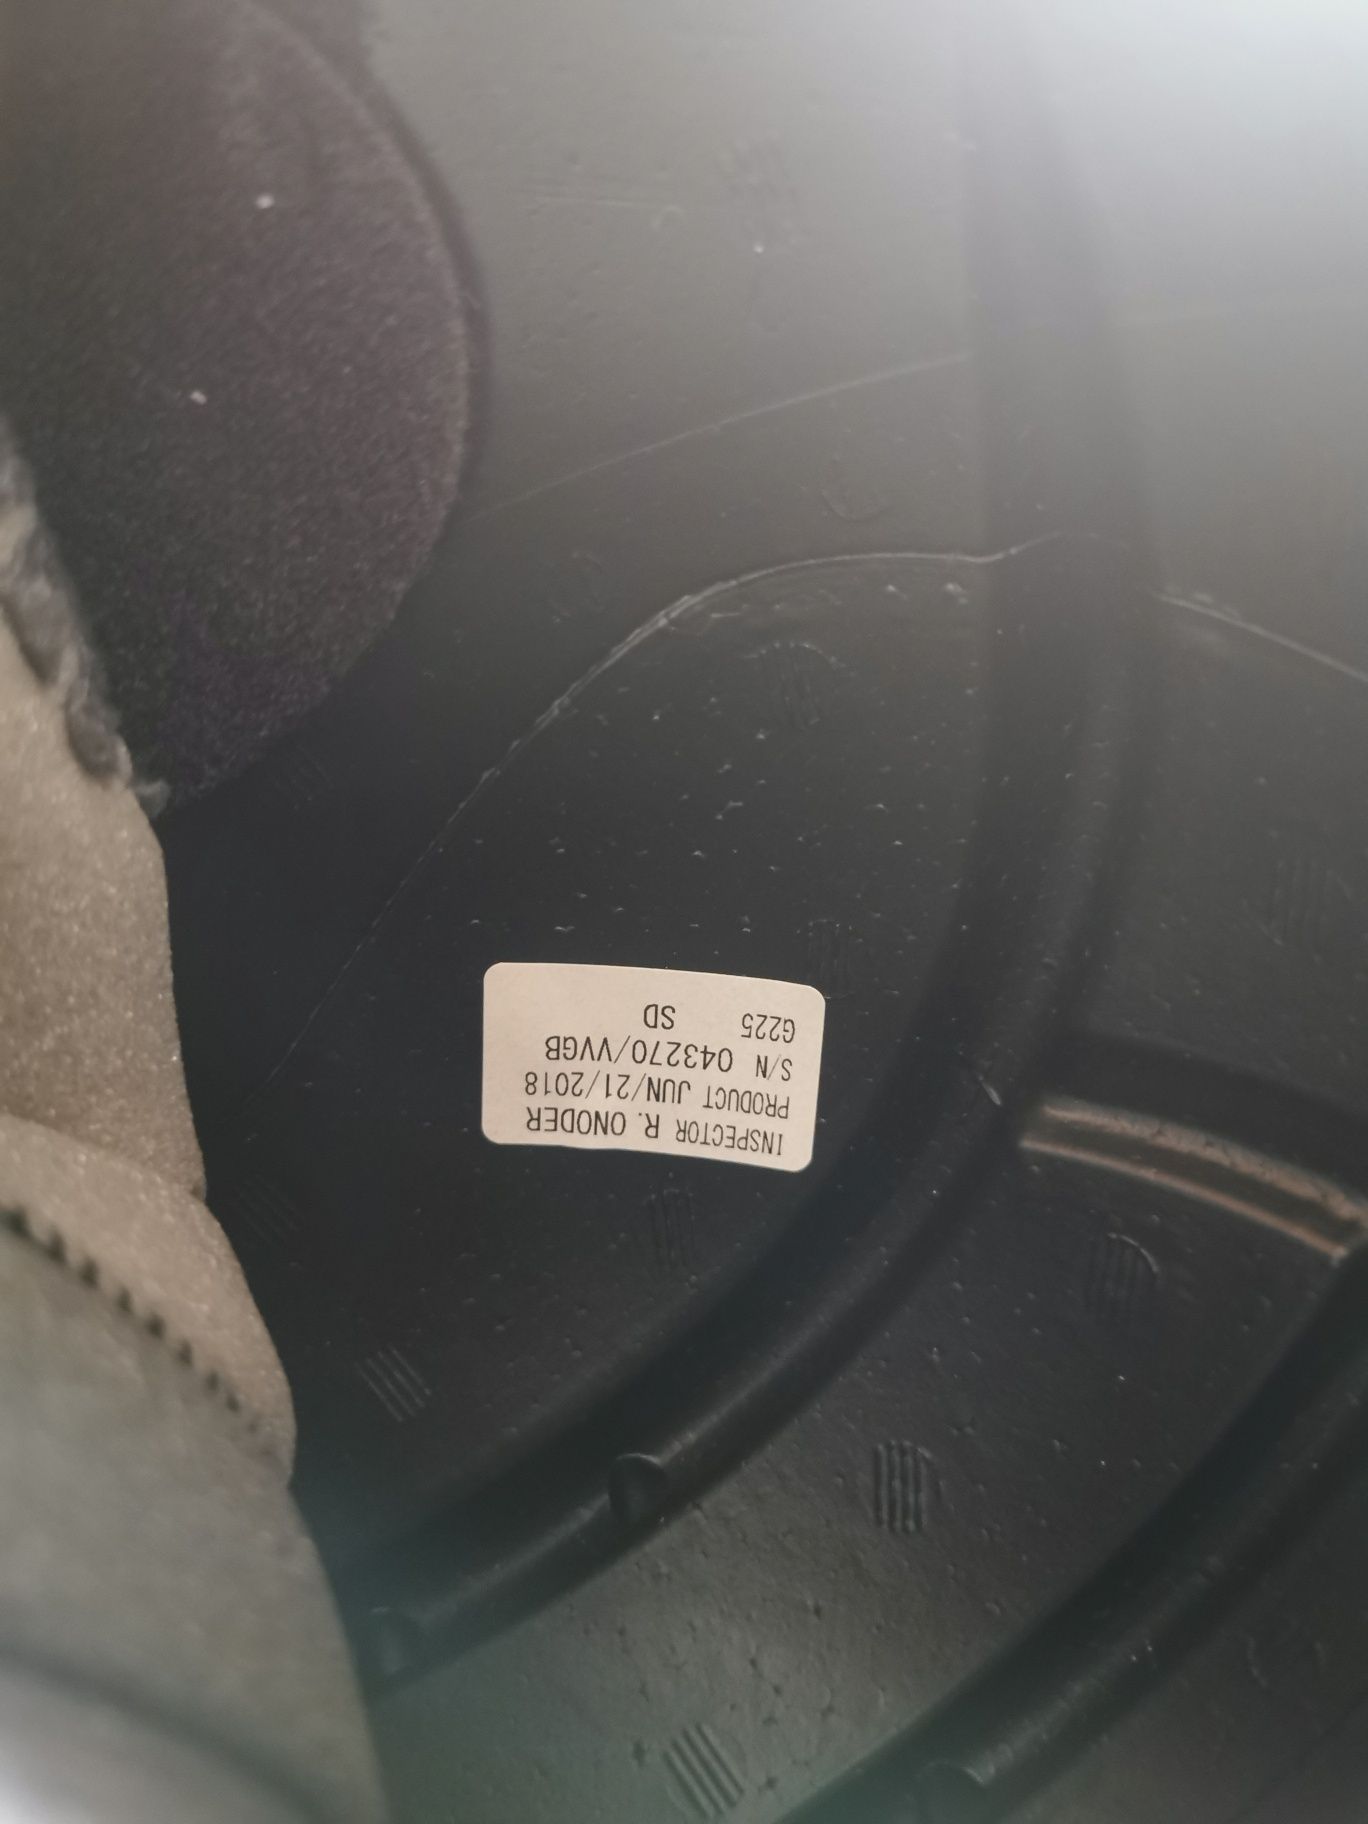 INSPECTOR R. ONODER
PRODUCT JUN/21/2018
S/N 043270/VVGB
G225 SD